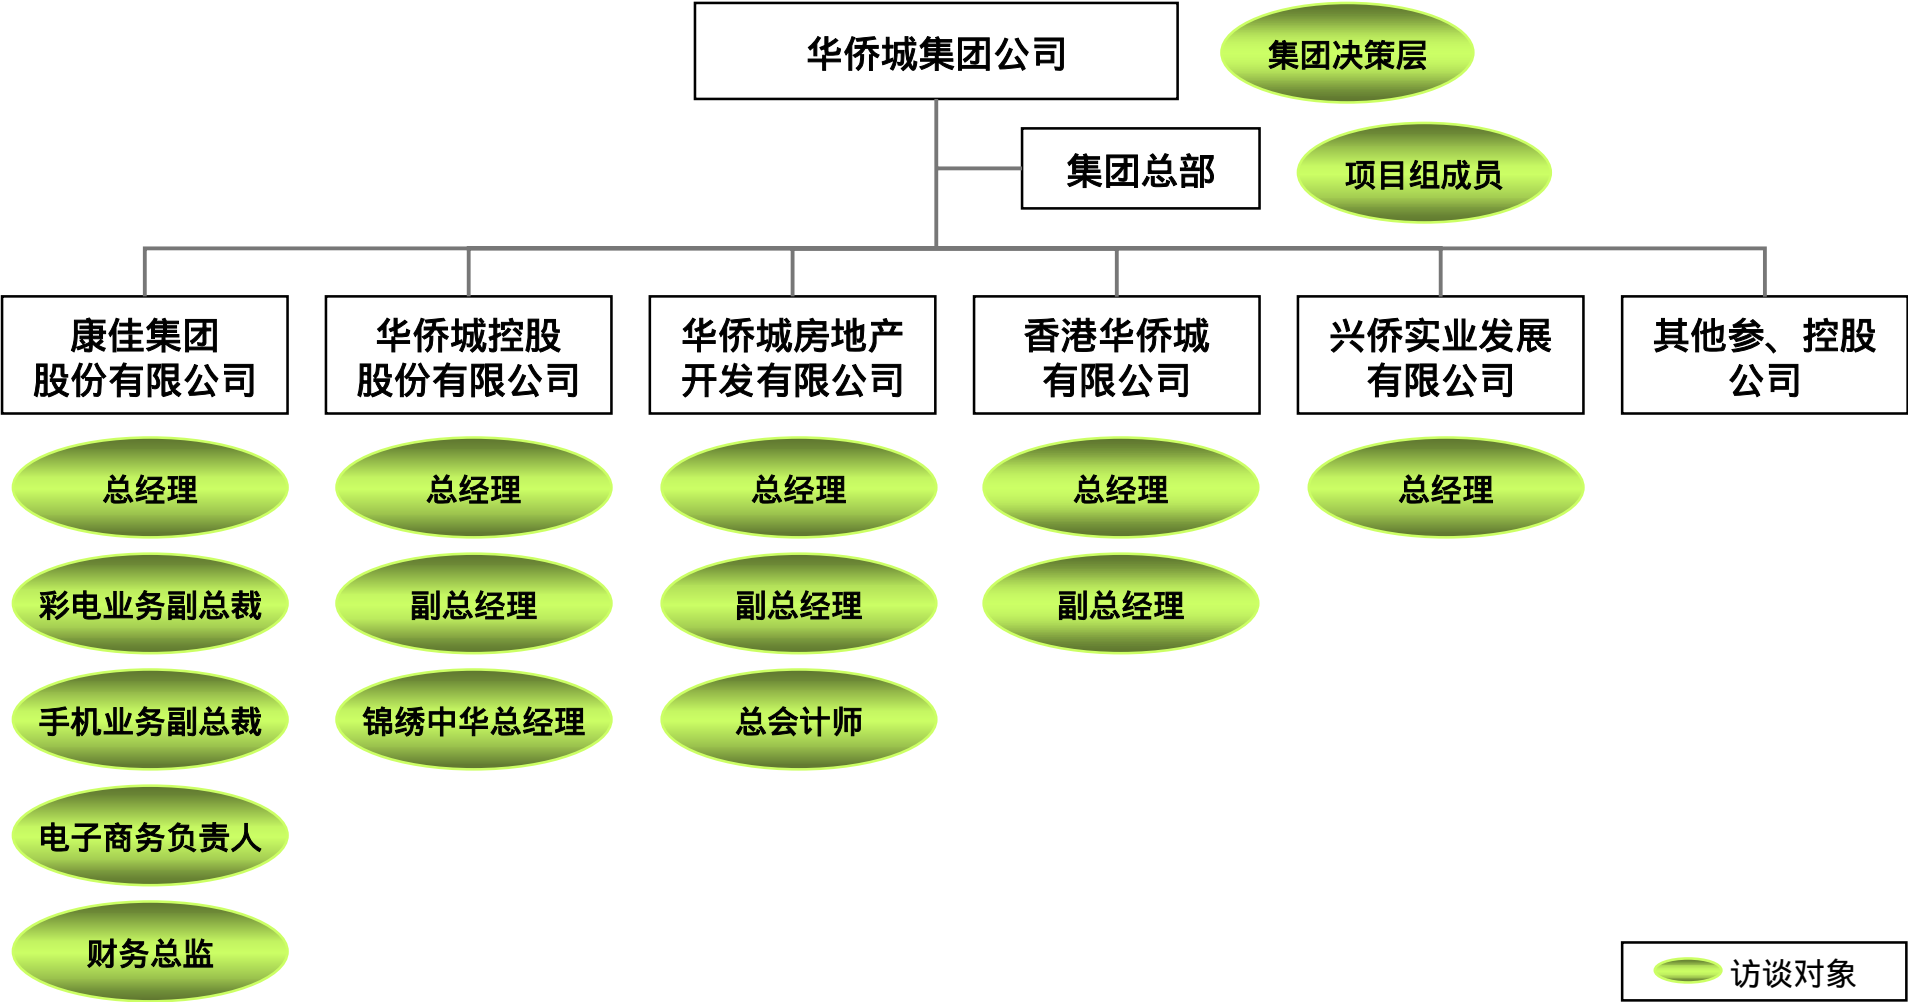 华侨城集团公司
集团决策层
集团总部
项目组成员
康佳集团
股份有限公司
华侨城控股
股份有限公司
华侨城房地产
开发有限公司
香港华侨城
有限公司
兴侨实业发展
有限公司
其他参、控股
公司
总经理
总经理
总经理
总经理
总经理
彩电业务副总裁
副总经理
副总经理
副总经理
手机业务副总裁
锦绣中华总经理
总会计师
电子商务负责人
财务总监
访谈对象